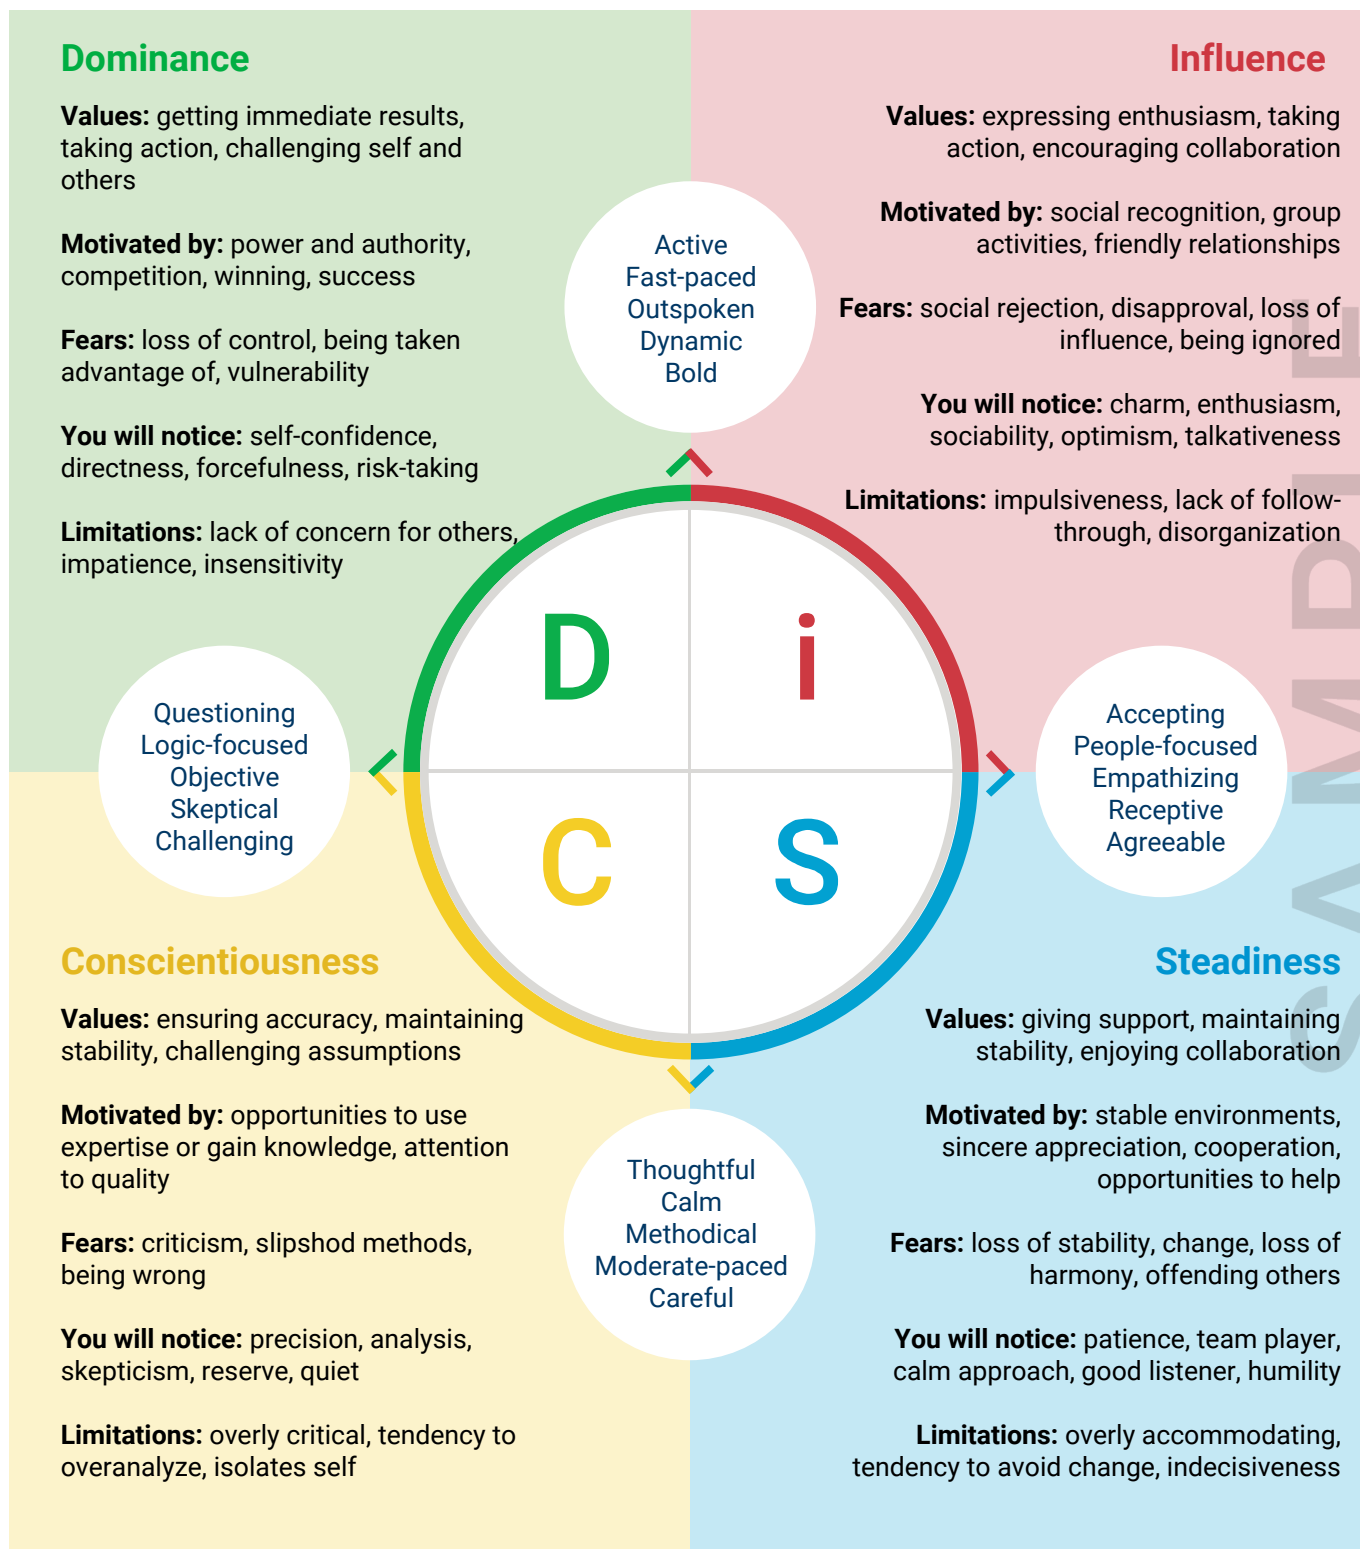 Dominance
Values: getting immediate results,
taking action, challenging self and
others
Motivated by: power and authority,
competition, winning, success
Fears: loss of control, being taken
advantage of, vulnerability
You will notice: self-confidence,
directness, forcefulness, risk-taking
Limitations: lack of concern for others,
impatience, insensitivity
Influence
Values: expressing enthusiasm, taking
action, encouraging collaboration
Motivated by: social recognition, group
activities, friendly relationships
Fears: social rejection, disapproval, loss of
influence, being ignored
You will notice: charm, enthusiasm,
sociability, optimism, talkativeness
Limitations: impulsiveness, lack of follow-
through, disorganization
Active
Fast-paced
Outspoken
Dynamic
Bold
Questioning
Logic-focused
Objective
Skeptical
Challenging
D
i
C
S
Accepting
People-focused
Empathizing
Receptive
Agreeable
Conscientiousness
Values: ensuring accuracy, maintaining
stability, challenging assumptions
Motivated by: opportunities to use
expertise or gain knowledge, attention
to quality
Fears: criticism, slipshod methods,
being wrong
You will notice: precision, analysis,
skepticism, reserve, quiet
Limitations: overly critical, tendency to
overanalyze, isolates self
Thoughtful
Calm
Methodical
Moderate-paced
Careful
Steadiness
Values: giving support, maintaining
stability, enjoying collaboration
Motivated by: stable environments,
sincere appreciation, cooperation,
opportunities to help
Fears: loss of stability, change, loss of
harmony, offending others
You will notice: patience, team player,
calm approach, good listener, humility
Limitations: overly accommodating,
tendency to avoid change, indecisiveness
SAMPLE